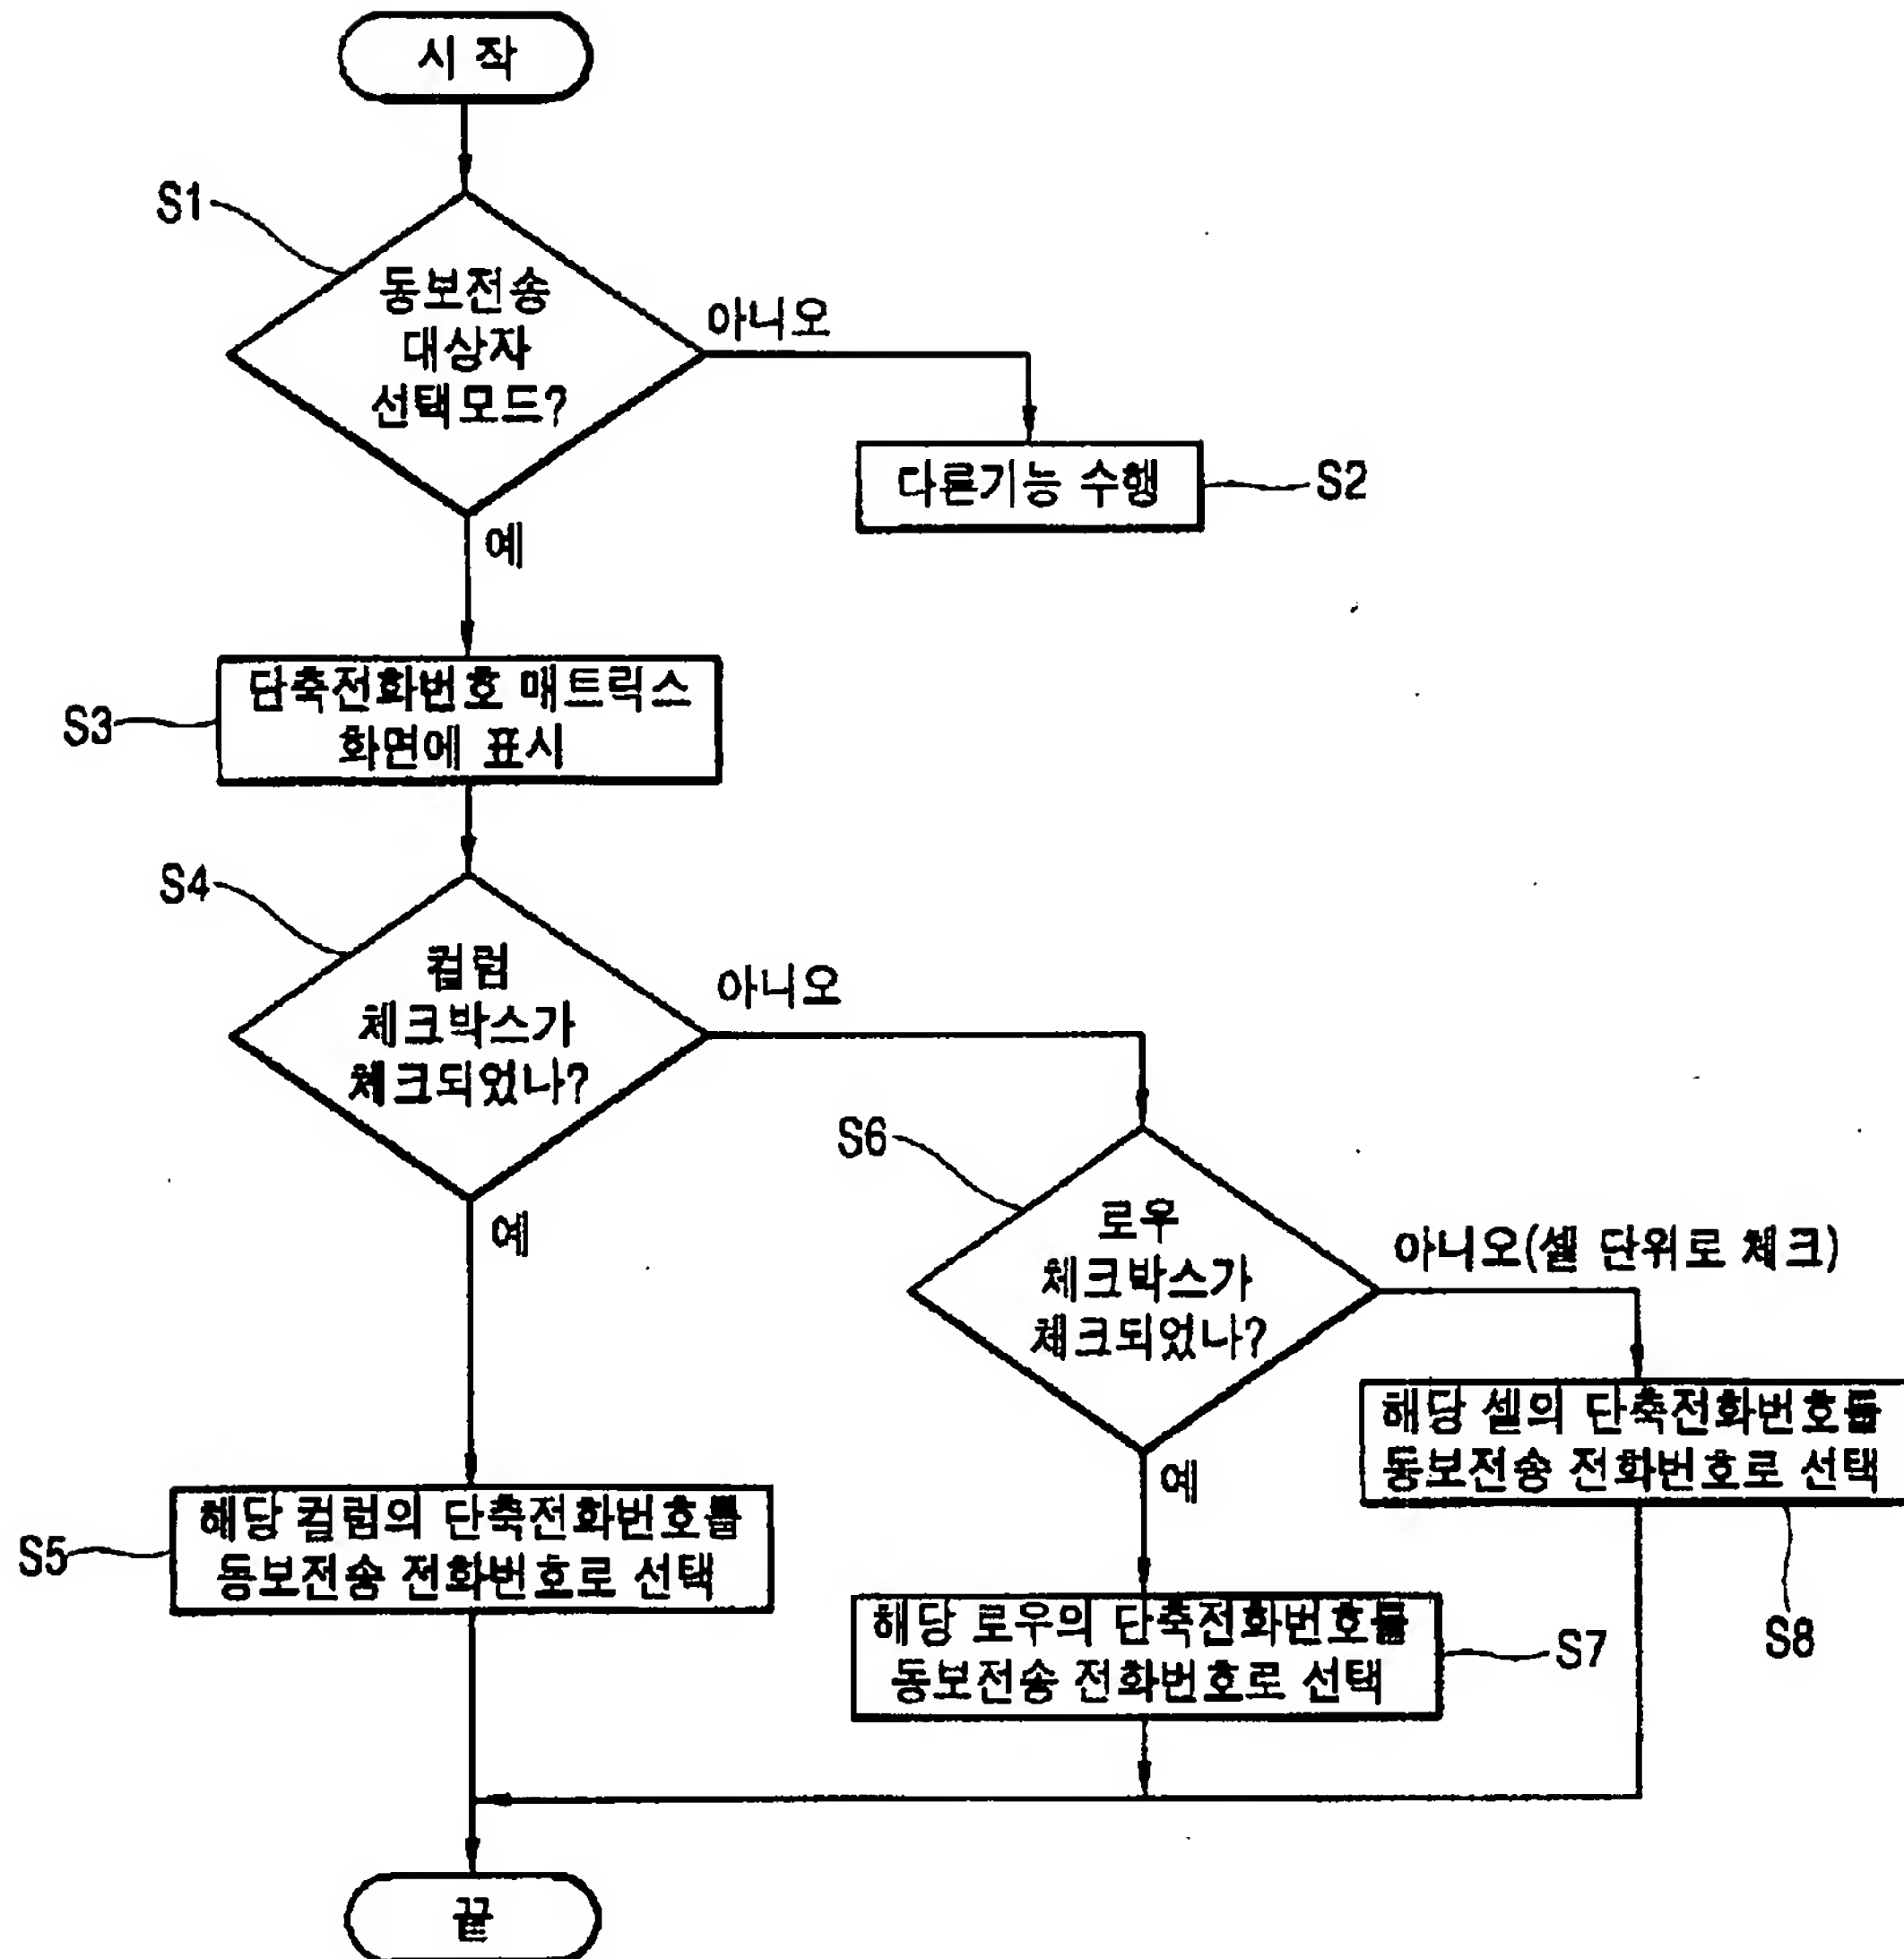 시 작
S1
동보전송
대상자
선택모드?
아니오
다른기능 수행
S2
예
S3
단축전화번호 매트릭스
화면에 표시
S4
컬럼
체크박스가
체크되었나?
아니오
예
S6
로우
체크박스가
체크되었나?
아니오(셀 단위로 체크)
예
해당 셀의 단축전화번호를
동보전송 전화번호로 선택
S8
S5
해당 컬럼의 단축전화번호를
동보전송 전화번호로 선택
해당 로우의 단축전화번호를
동보전송 전화번호로 선택
S7
끝